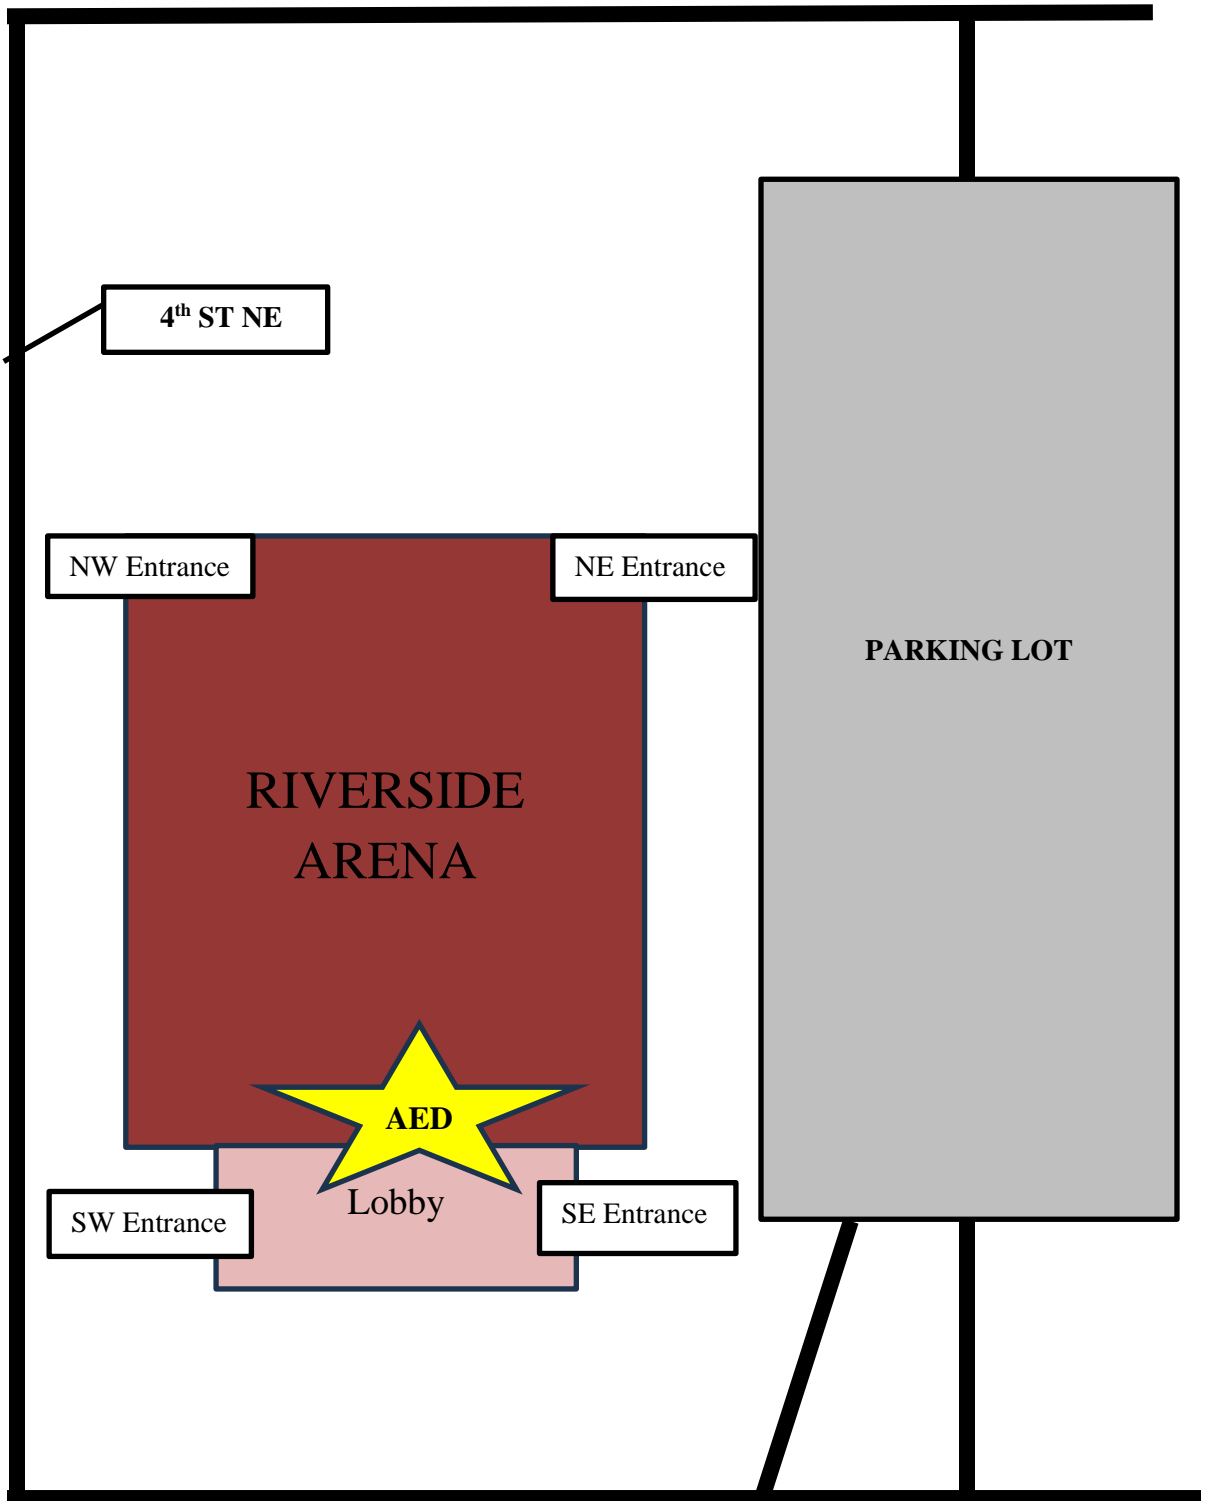 4th ST NE
NW Entrance
NE Entrance
PARKING LOT
RIVERSIDE
ARENA
AED
Lobby
SW Entrance
SE Entrance